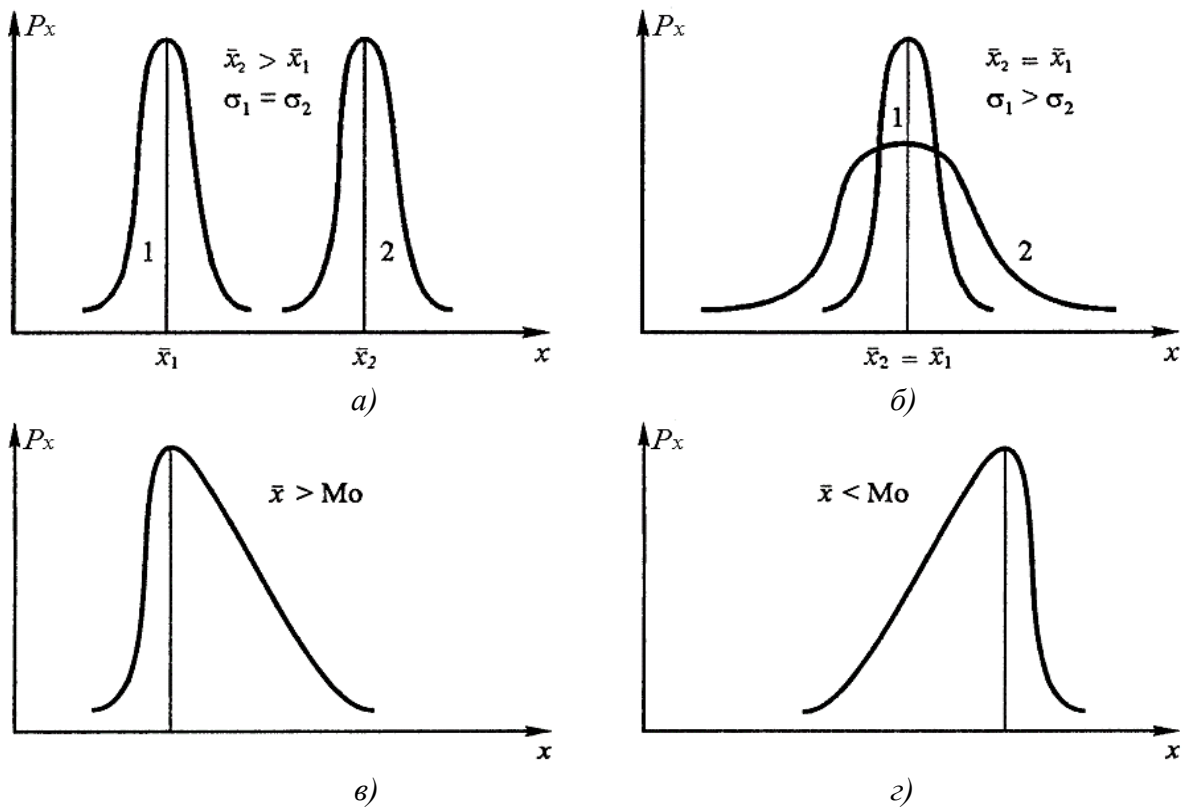 Px
x̄₂ > x̄₁
σ₁ = σ₂
1
2
x̄₁
x̄₂
x
а)
Px
x̄₂ = x̄₁
σ₁ > σ₂
1
2
x̄₂ = x̄₁
x
б)
Px
x̄ > Mo
x
в)
Px
x̄ < Mo
x
г)